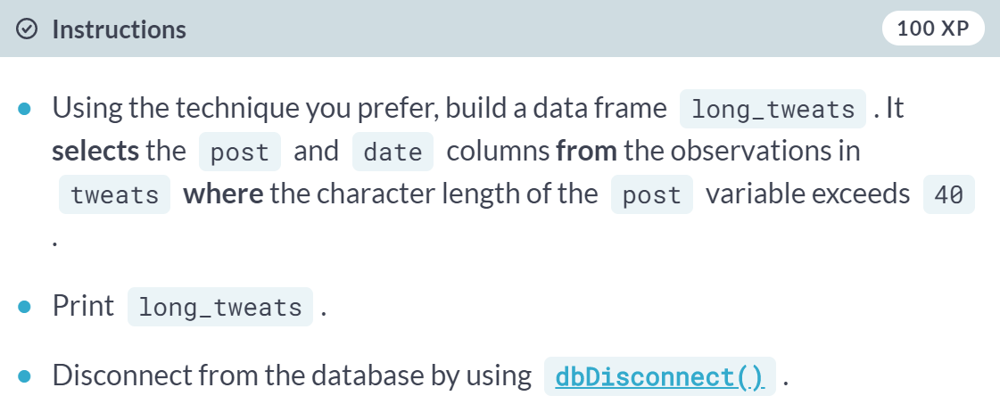 Instructions 100 XP
Using the technique you prefer, build a data frame long_tweats . It
selects the post and date columns from the observations in
tweats where the character length of the post variable exceeds 40
.
Print long_tweats .
Disconnect from the database by using dbDisconnect() .